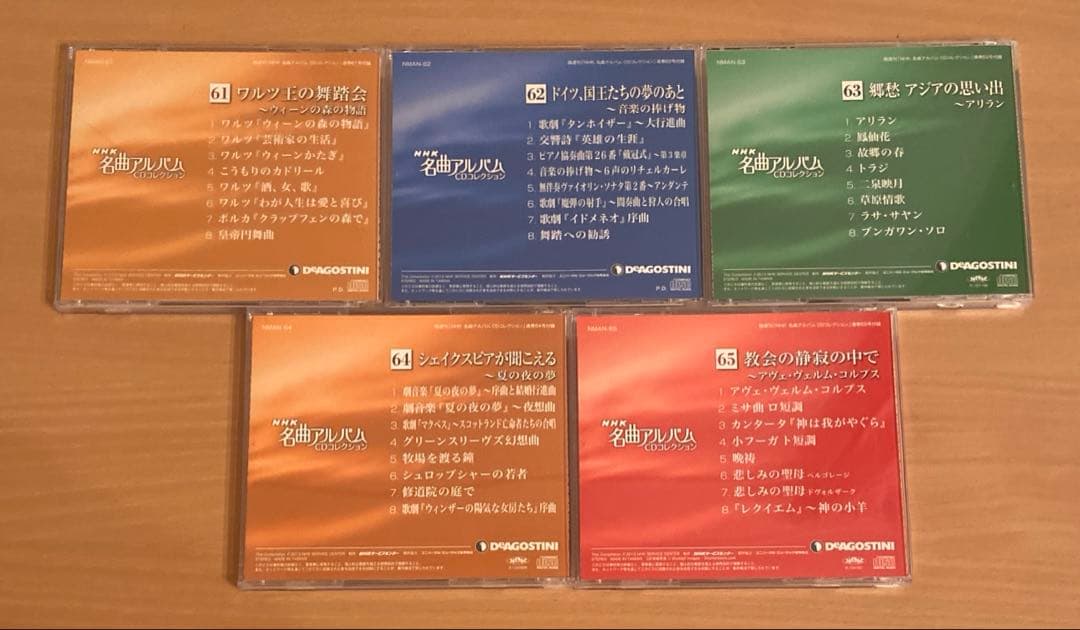 NMAN-61
61 ワルツ王の舞踏会
～ウィーンの森の物語
1. ワルツ『ウィーンの森の物語』
2. ワルツ『芸術家の生活』
3. ワルツ『ウィーンかたぎ』
4. こうもりのカドリール
5. ワルツ『酒、女、歌』
6. ワルツ『わが人生は愛と喜び』
7. ポルカ『クラップフェンの森で』
8. 皇帝円舞曲
NHK
名曲アルバム
CDコレクション
DeAGOSTINI
P.D.
NMAN-62
62 ドイツ、国王たちの夢のあと
～音楽の捧げ物
1. 歌劇『タンホイザー』～大行進曲
2. 交響詩『英雄の生涯』
3. ピアノ協奏曲第26番『戴冠式』～第3楽章
4. 音楽の捧げ物～6声のリチェルカーレ
5. 無伴奏ヴァイオリン・ソナタ第2番～アンダンテ
6. 歌劇『魔弾の射手』～間奏曲と狩人の合唱
7. 歌劇『イドメネオ』序曲
8. 舞踏への勧誘
NHK
名曲アルバム
CDコレクション
DeAGOSTINI
P.D.
NMAN-63
63 郷愁 アジアの思い出
～アリラン
1. アリラン
2. 鳳仙花
3. 故郷の春
4. トラジ
5. 二泉映月
6. 草原情歌
7. ラサ・サヤン
8. ブンガワン・ソロ
NHK
名曲アルバム
CDコレクション
DeAGOSTINI
NMAN-64
64 シェイクスピアが聞こえる
～夏の夜の夢
1. 劇音楽『夏の夜の夢』～序曲と結婚行進曲
2. 劇音楽『夏の夜の夢』～夜想曲
3. 歌劇『マクベス』～スコットランド亡命者たちの合唱
4. グリーンスリーヴズ幻想曲
5. 牧場を渡る鐘
6. シュロップシャーの若者
7. 修道院の庭で
8. 歌劇『ウィンザーの陽気な女房たち』序曲
NHK
名曲アルバム
CDコレクション
DeAGOSTINI
NMAN-65
65 教会の静寂の中で
～アヴェ・ヴェルム・コルプス
1. アヴェ・ヴェルム・コルプス
2. ミサ曲 ロ短調
3. カンタータ『神は我がやぐら』
4. 小フーガ ト短調
5. 晩祷
6. 悲しみの聖母 ペルゴレージ
7. 悲しみの聖母 ドヴォルザーク
8. 『レクイエム』～神の小羊
NHK
名曲アルバム
CDコレクション
DeAGOSTINI